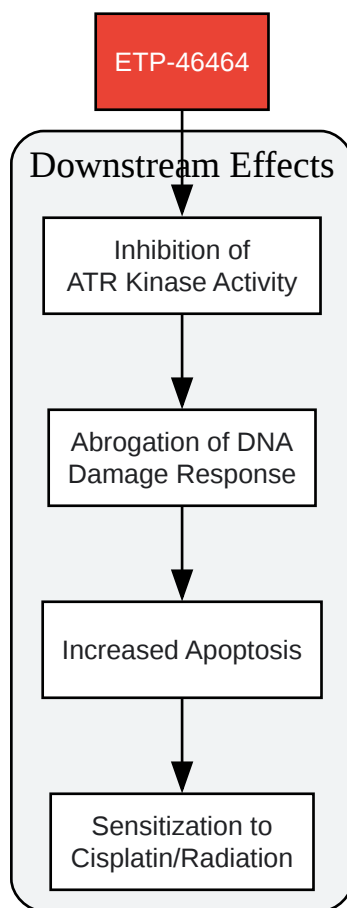 ETP-46464
Downstream Effects
Inhibition of
ATR Kinase Activity
Abrogation of DNA
Damage Response
Increased Apoptosis
Sensitization to
Cisplatin/Radiation